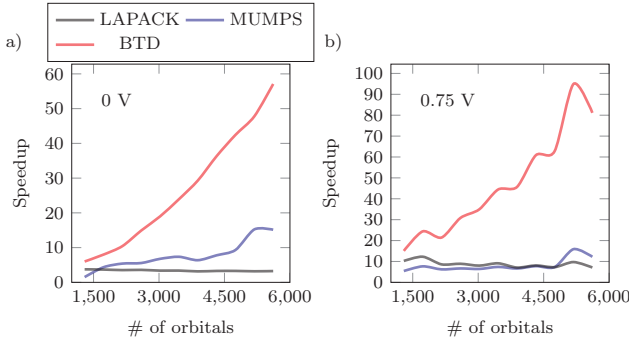 LAPACK MUMPS
BTD
a)
0 V
Speedup
60
50
40
30
20
10
0
1,500 3,000 4,500 6,000
# of orbitals
b)
0.75 V
Speedup
100
90
80
70
60
50
40
30
20
10
0
1,500 3,000 4,500 6,000
# of orbitals